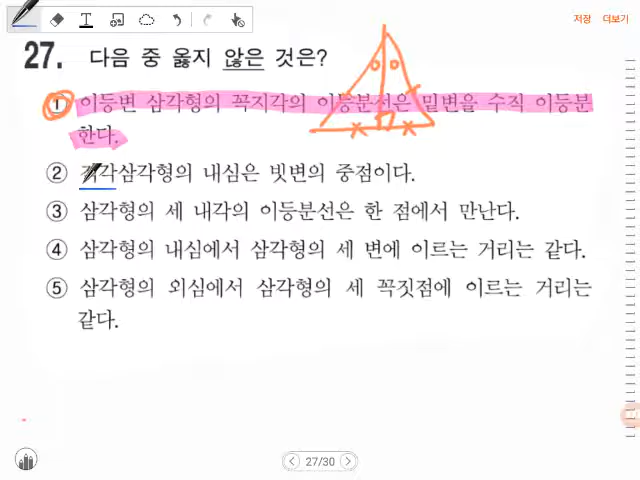 저장 더보기
27. 다음 중 옳지 않은 것은?
① 이등변 삼각형의 꼭지각의 이등분선은 밑변을 수직 이등분
한다.
② 직각삼각형의 내심은 빗변의 중점이다.
③ 삼각형의 세 내각의 이등분선은 한 점에서 만난다.
④ 삼각형의 내심에서 삼각형의 세 변에 이르는 거리는 같다.
⑤ 삼각형의 외심에서 삼각형의 세 꼭짓점에 이르는 거리는
같다.
27/30